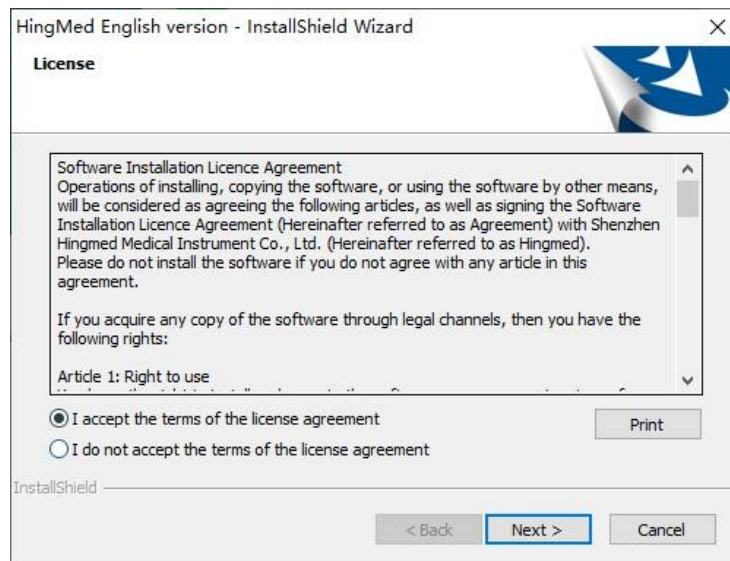 HingMed English version - InstallShield Wizard
License
Software Installation Licence Agreement
Operations of installing, copying the software, or using the software by other means,
will be considered as agreeing the following articles, as well as signing the Software
Installation Licence Agreement (Hereinafter referred to as Agreement) with Shenzhen
Hingmed Medical Instrument Co., Ltd. (Hereinafter referred to as Hingmed).
Please do not install the software if you do not agree with any article in this
agreement.
If you acquire any copy of the software through legal channels, then you have the
following rights:
Article 1: Right to use
I accept the terms of the license agreement
Print
I do not accept the terms of the license agreement
InstallShield
< Back
Next >
Cancel